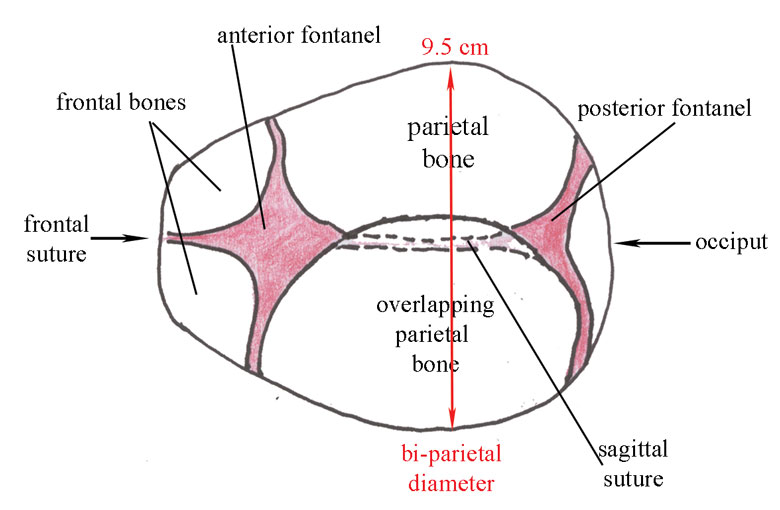 anterior fontanel
9.5 cm
frontal bones
posterior fontanel
parietal
bone
frontal
suture
occiput
overlapping
parietal
bone
bi-parietal
diameter
sagittal
suture